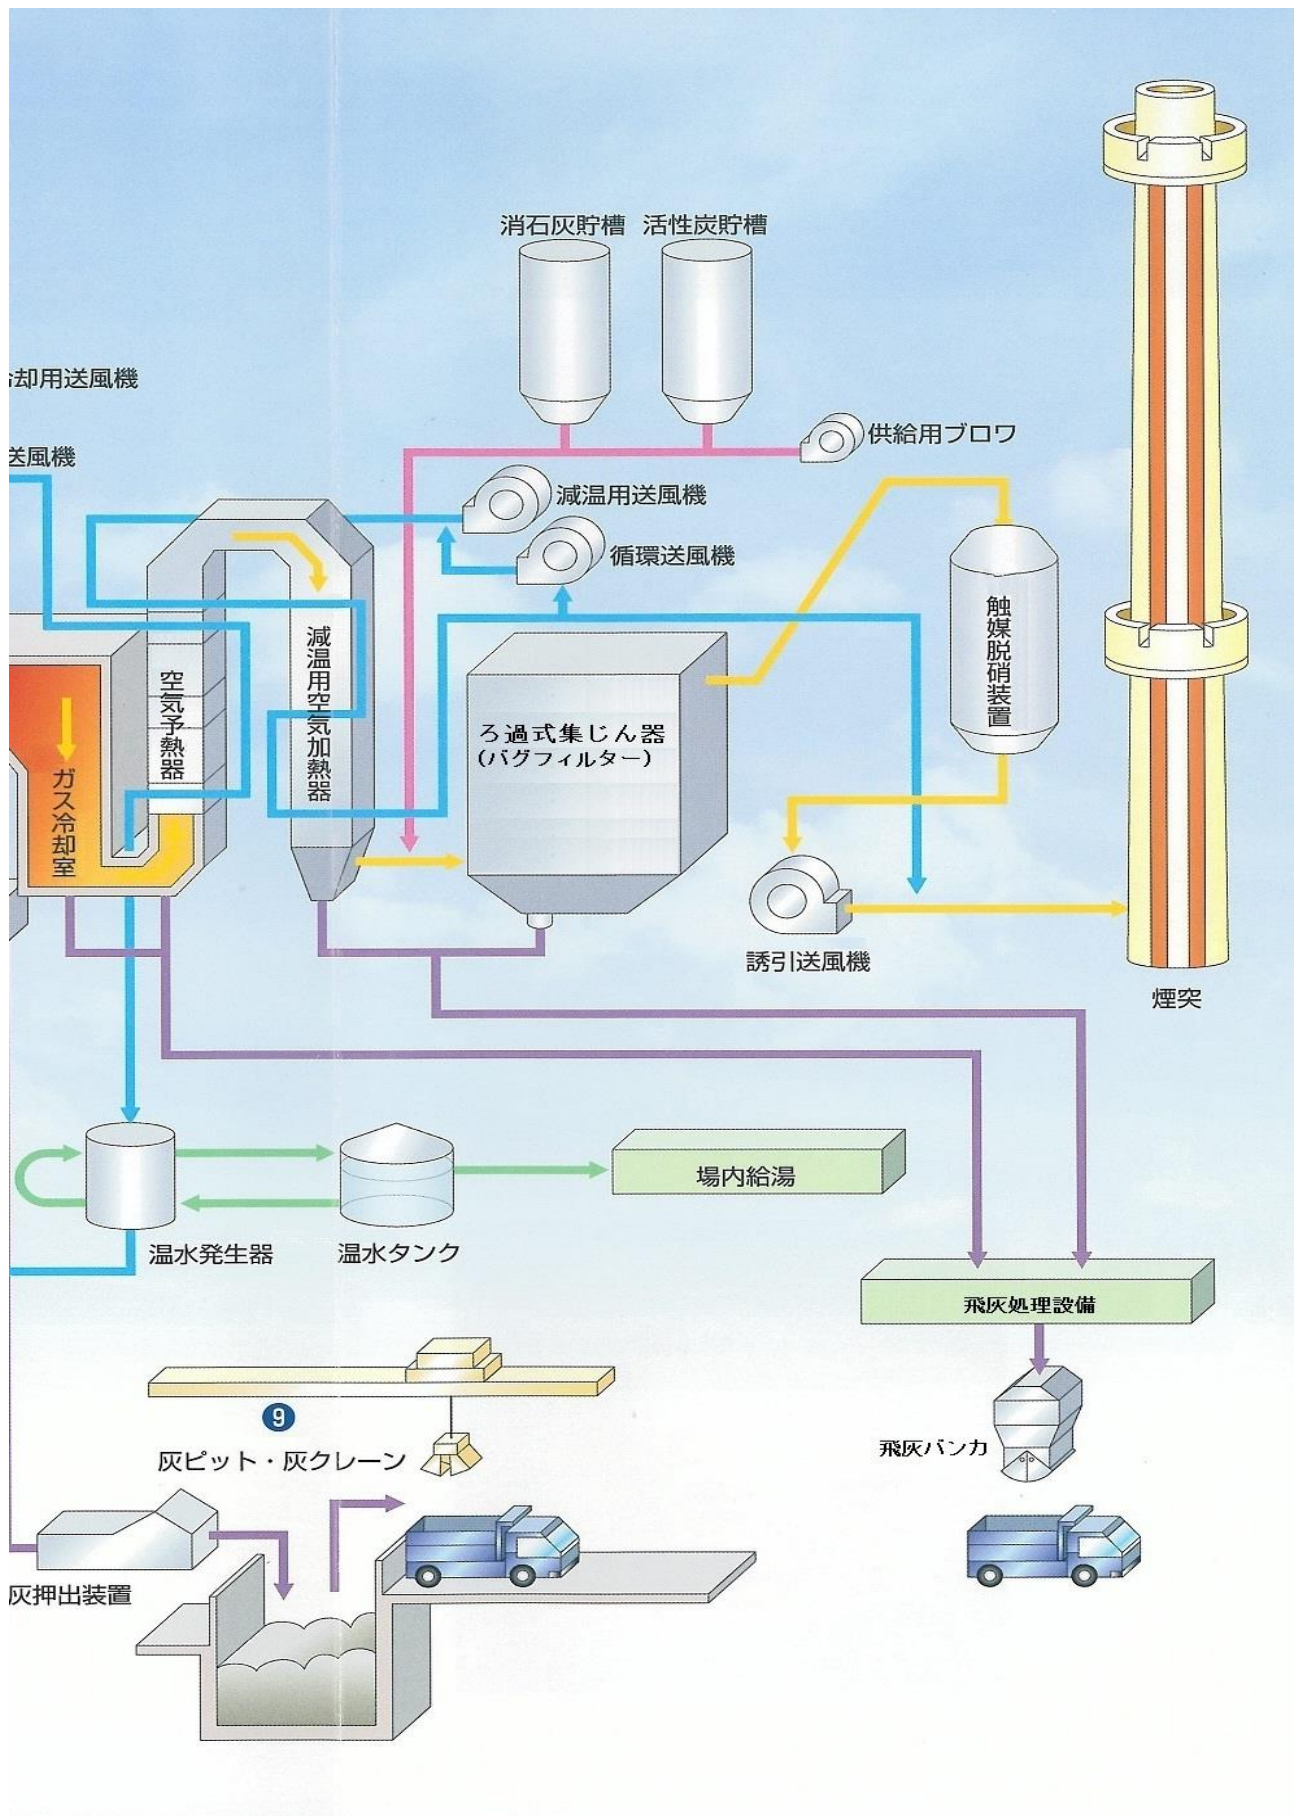 消石灰貯槽
活性炭貯槽
却用送風機
送風機
供給用ブロワ
減温用送風機
循環送風機
触媒脱硝装置
減温用空気加熱器
空気予熱器
ろ過式集じん器
(バグフィルター)
ガス冷却室
誘引送風機
煙突
場内給湯
温水発生器
温水タンク
飛灰処理設備
9
灰ピット・灰クレーン
飛灰バンカ
灰押出装置